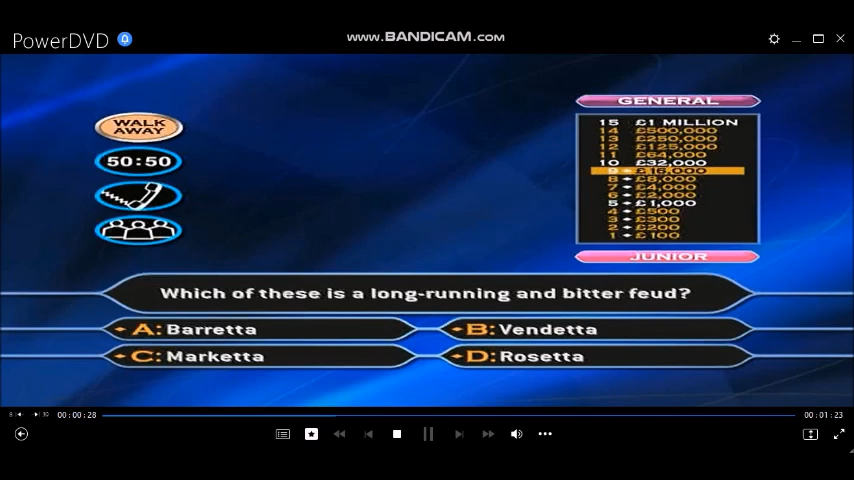 PowerDVD
www.BANDICAM.com
WALK
AWAY
50:50
GENERAL
15 £1 MILLION
14 £500,000
13 £250,000
12 £125,000
11 £64,000
10 £32,000
9 £16,000
8 £8,000
7 £4,000
6 £2,000
5 £1,000
4 £500
3 £300
2 £200
1 £100
JUNIOR
Which of these is a long-running and bitter feud?
A: Barretta
B: Vendetta
C: Marketta
D: Rosetta
00:00:28
00:01:23